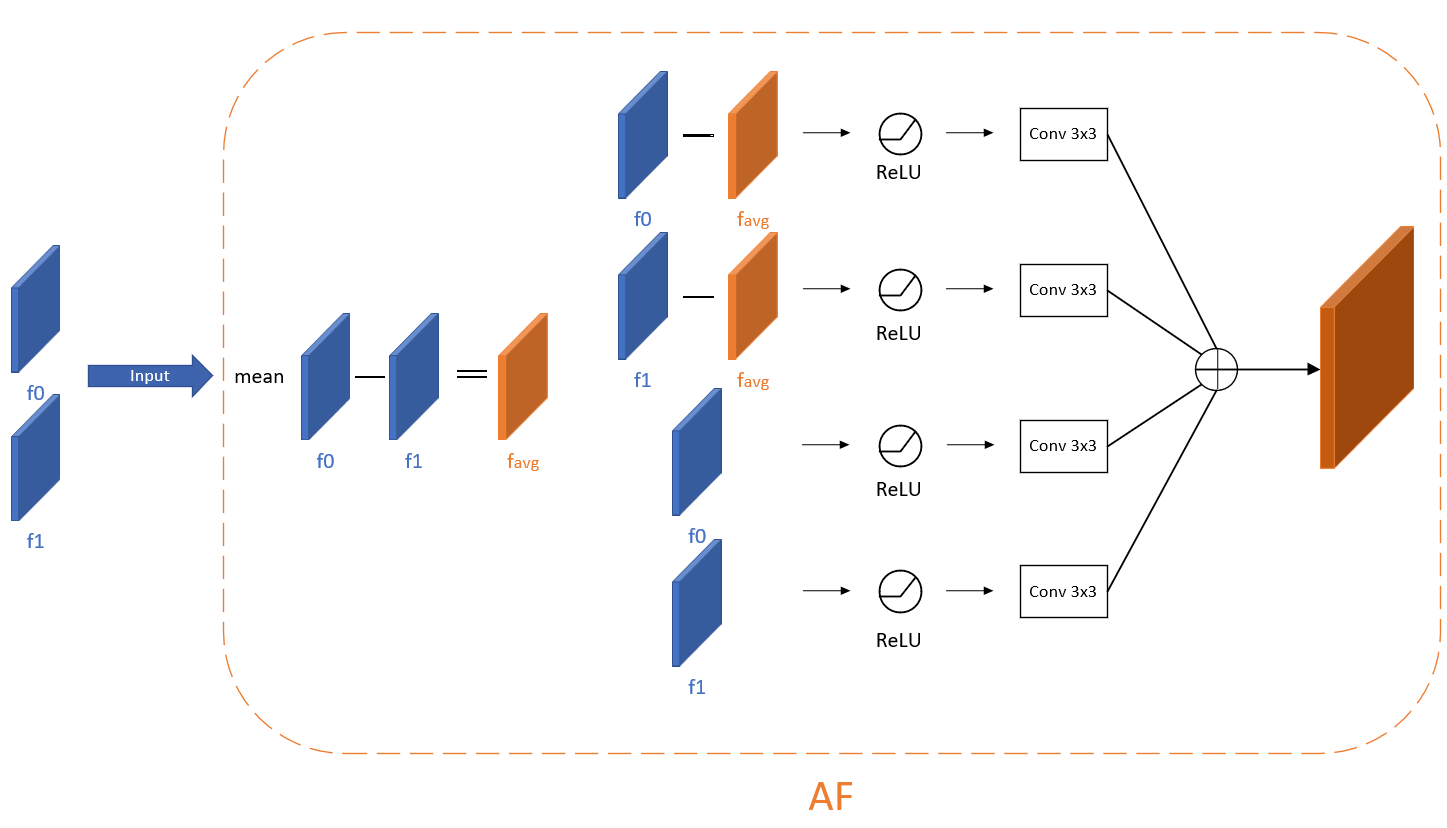 f0
f1
Input
mean
f0
f1
favg
f0
favg
ReLU
Conv 3x3
f1
favg
ReLU
Conv 3x3
f0
ReLU
Conv 3x3
f1
ReLU
Conv 3x3
AF